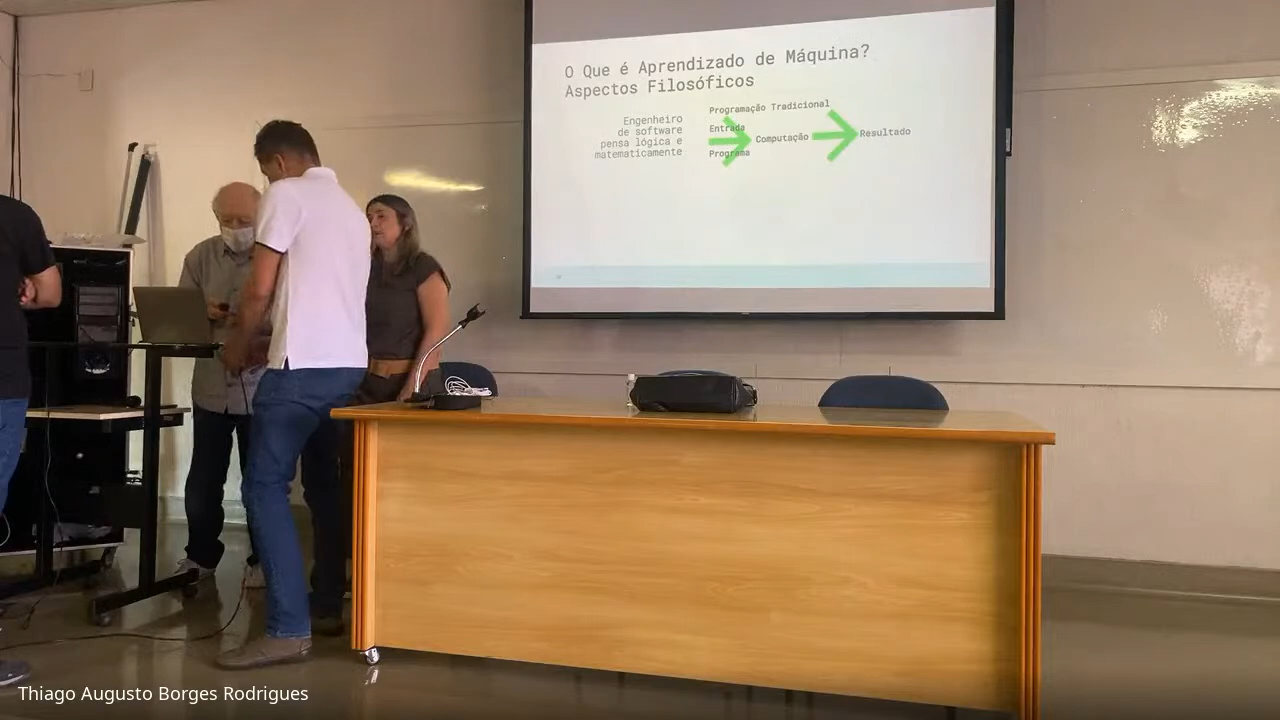 O Que é Aprendizado de Máquina?
Aspectos Filosóficos
Engenheiro
de software
pensa lógica e
matematicamente
Programação Tradicional
Entrada
Programa
Computação
Resultado
Thiago Augusto Borges Rodrigues